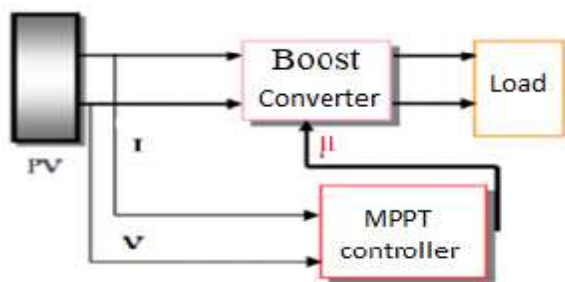 Boost
Converter
Load
PV
I
V
MPPT
controller